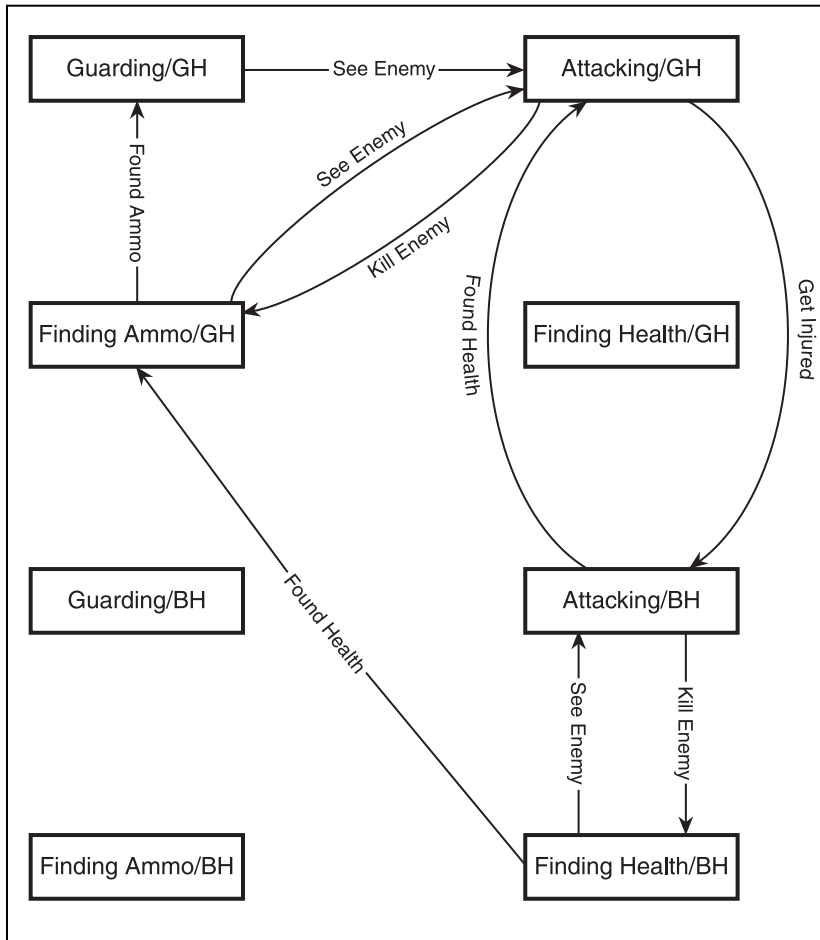 Guarding/GH
See Enemy
Attacking/GH
Found Ammo
See Enemy
Kill Enemy
Found Health
Get Injured
Finding Ammo/GH
Finding Health/GH
Guarding/BH
Found Health
Attacking/BH
See Enemy
Kill Enemy
Finding Ammo/BH
Finding Health/BH